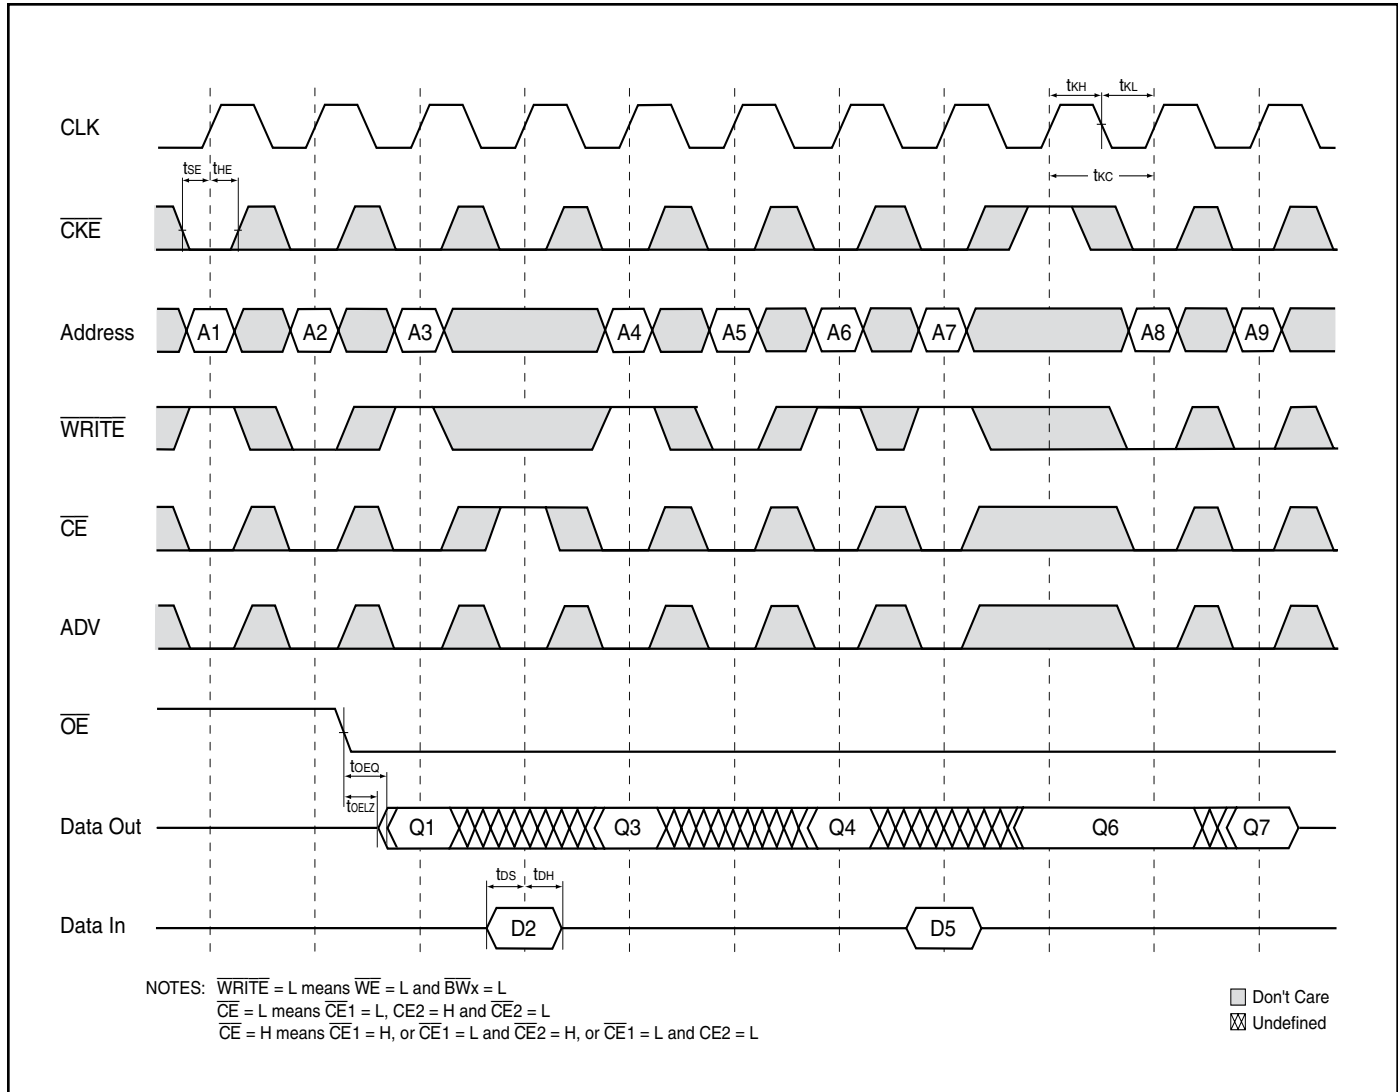 tKH tKL
CLK
tSE tHE
tKC
CKE
Address A1 A2 A3 A4 A5 A6 A7 A8 A9
WRITE
CE
ADV
OE
tOEQ
tOELZ
Data Out Q1 Q3 Q4 Q6 Q7
tDS tDH
Data In D2 D5
NOTES: WRITE = L means WE = L and BWx = L
CE = L means CE1 = L, CE2 = H and CE2 = L
CE = H means CE1 = H, or CE1 = L and CE2 = H, or CE1 = L and CE2 = L
Don't Care
Undefined